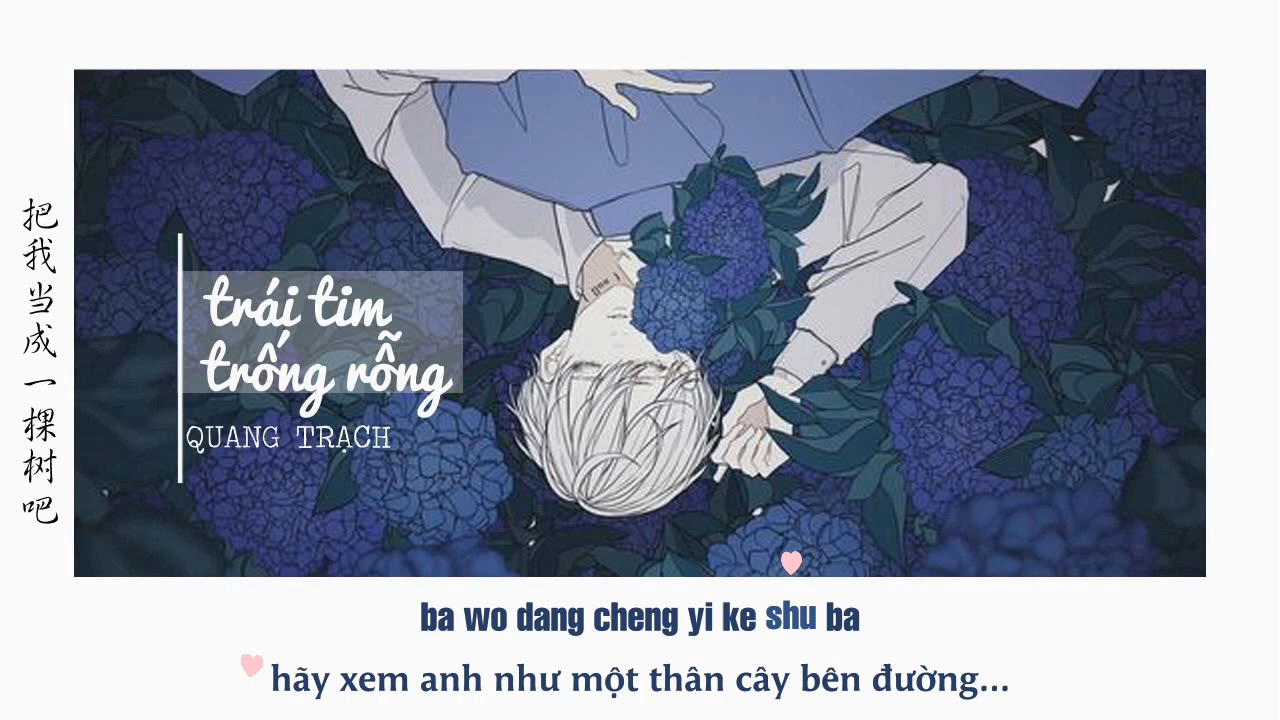 把我当成一棵树吧
trái tim
trống rỗng
QUANG TRẠCH
ba wo dang cheng yi ke shu ba
hãy xem anh như một thân cây bên đường...